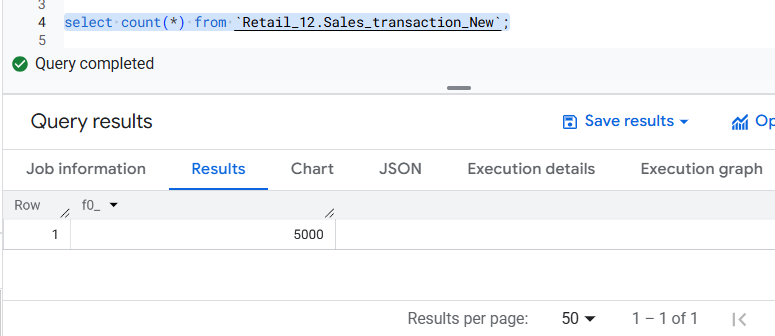 3
4 select count(*) from `Retail_12.Sales_transaction_New`;
5
Query completed
Query results Save results
Job information Results Chart JSON Execution details Execution graph
Row f0_
1 5000
Results per page: 50 1 – 1 of 1